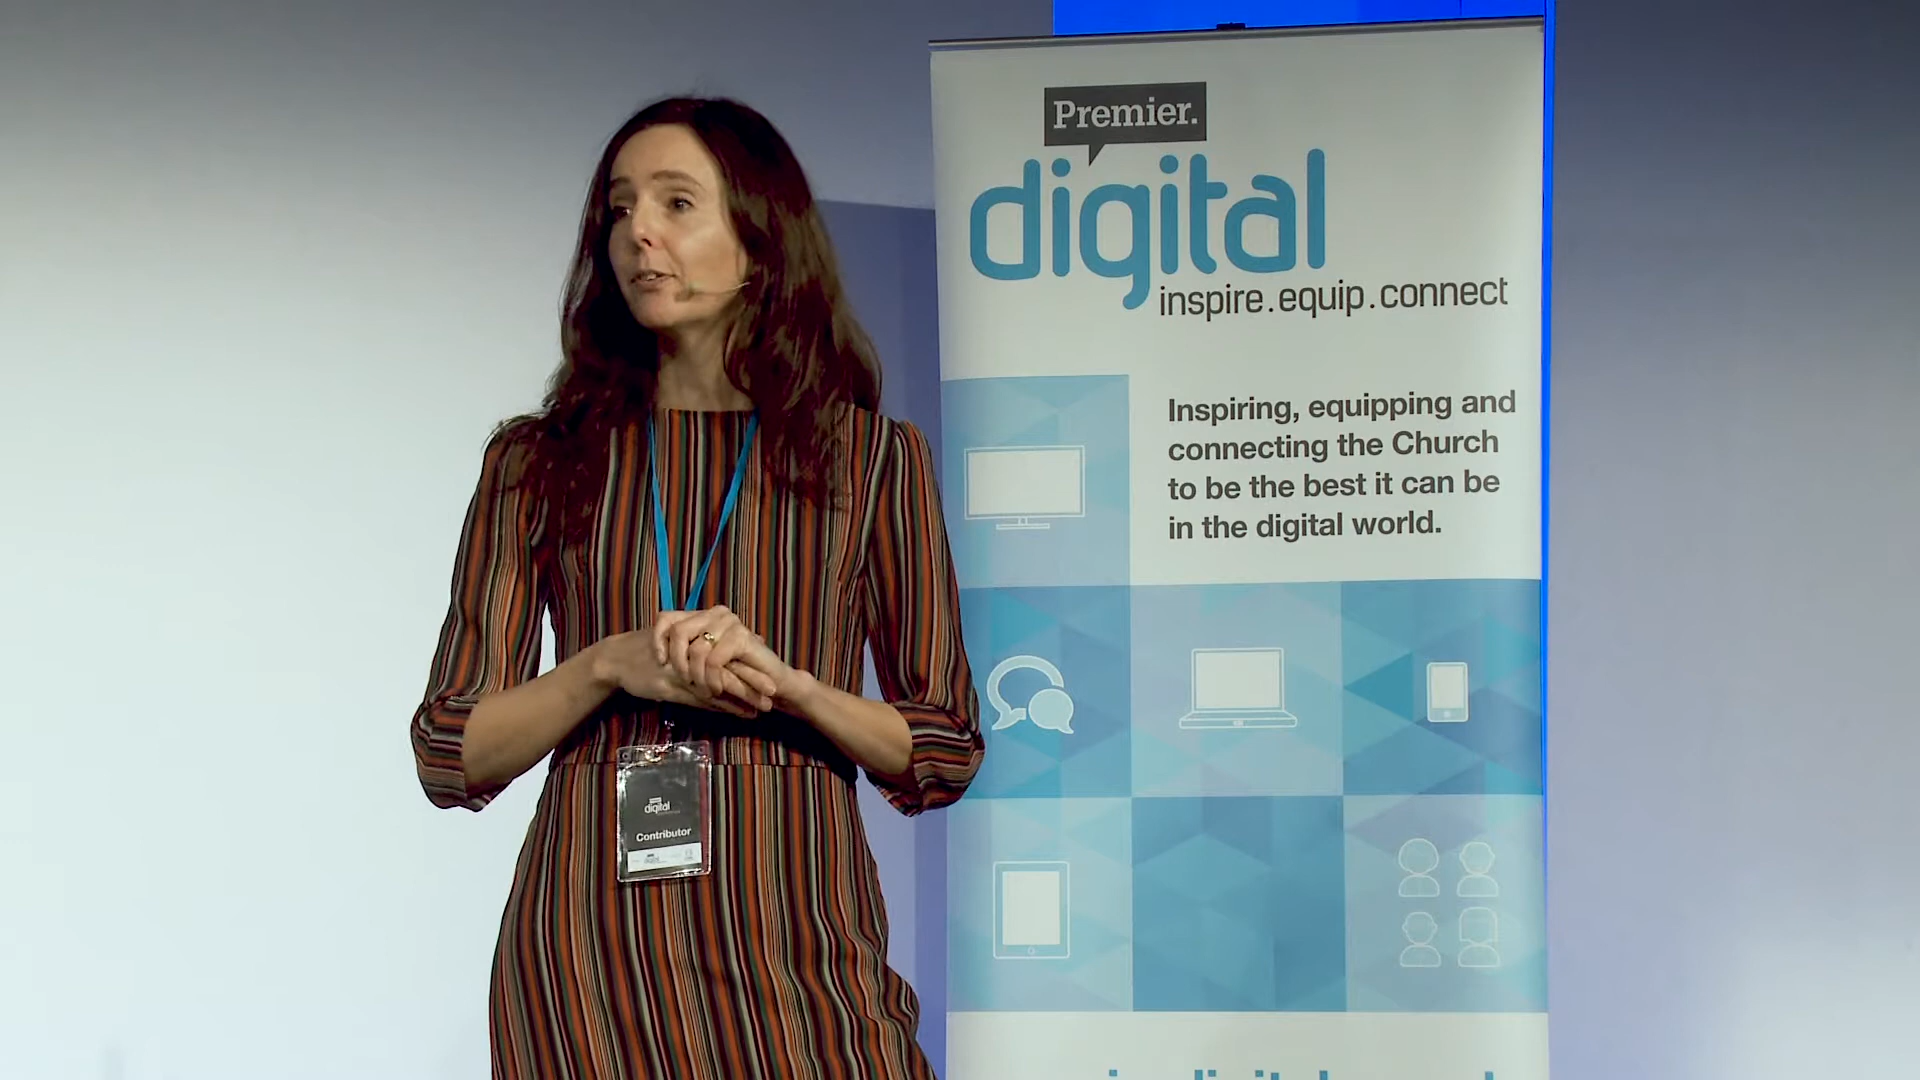 Premier.
digital
inspire.equip.connect
Inspiring, equipping and
connecting the Church
to be the best it can be
in the digital world.
digital
Contributor